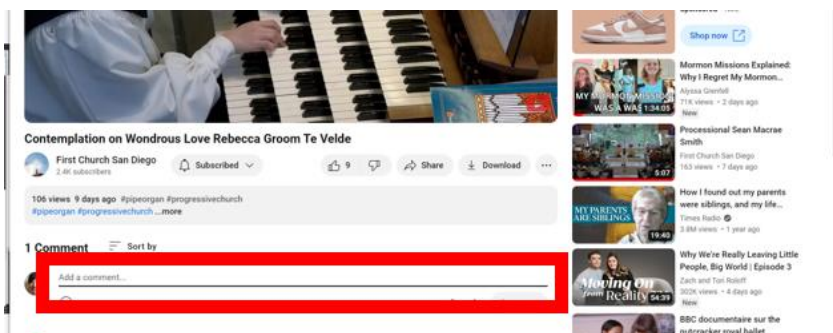 Shop now
Contemplation on Wondrous Love Rebecca Groom Te Velde
First Church San Diego
2.4K subscribers
Subscribed
9
Share
Download
...
106 views 9 days ago #pipeorgan #progressivechurch
#pipeorgan #progressivechurch ...more
1 Comment
Sort by
Add a comment...
MY MORMON MISSION
WAS A WAS
1:34:05
Mormon Missions Explained:
Why I Regret My Mormon...
Alyssa Grenfell
71K views • 2 days ago
New
5:07
Processional Sean Macrae
Smith
First Church San Diego
163 views • 7 days ago
MY PARENTS
ARE SIBLINGS
19:40
How I found out my parents
were siblings, and my life...
Times Radio
3.8M views • 1 year ago
Moving On
from Reality
54:39
Why We're Really Leaving Little
People, Big World | Episode 3
Zach and Tori Roloff
302K views • 4 days ago
New
BBC documentaire sur the
nutcracker royal ballet